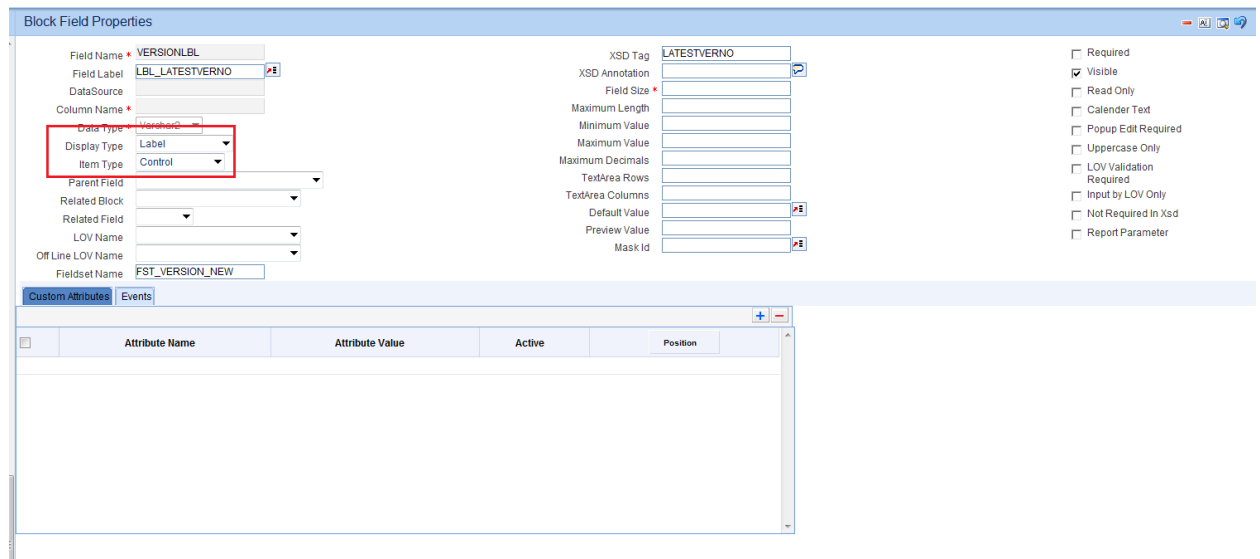 Block Field Properties
Field Name * VERSIONLBL
Field Label LBL_LATESTVERNO
DataSource
Column Name *
Data Type * Varchar2
Display Type Label
Item Type Control
Parent Field
Related Block
Related Field
LOV Name
Off Line LOV Name
Fieldset Name FST_VERSION_NEW
XSD Tag LATESTVERNO
XSD Annotation
Field Size *
Maximum Length
Minimum Value
Maximum Value
Maximum Decimals
TextArea Rows
TextArea Columns
Default Value
Preview Value
Mask Id
Required
Visible
Read Only
Calender Text
Popup Edit Required
Uppercase Only
LOV Validation
Required
Input by LOV Only
Not Required In Xsd
Report Parameter
Custom Attributes Events
Attribute Name Attribute Value Active Position